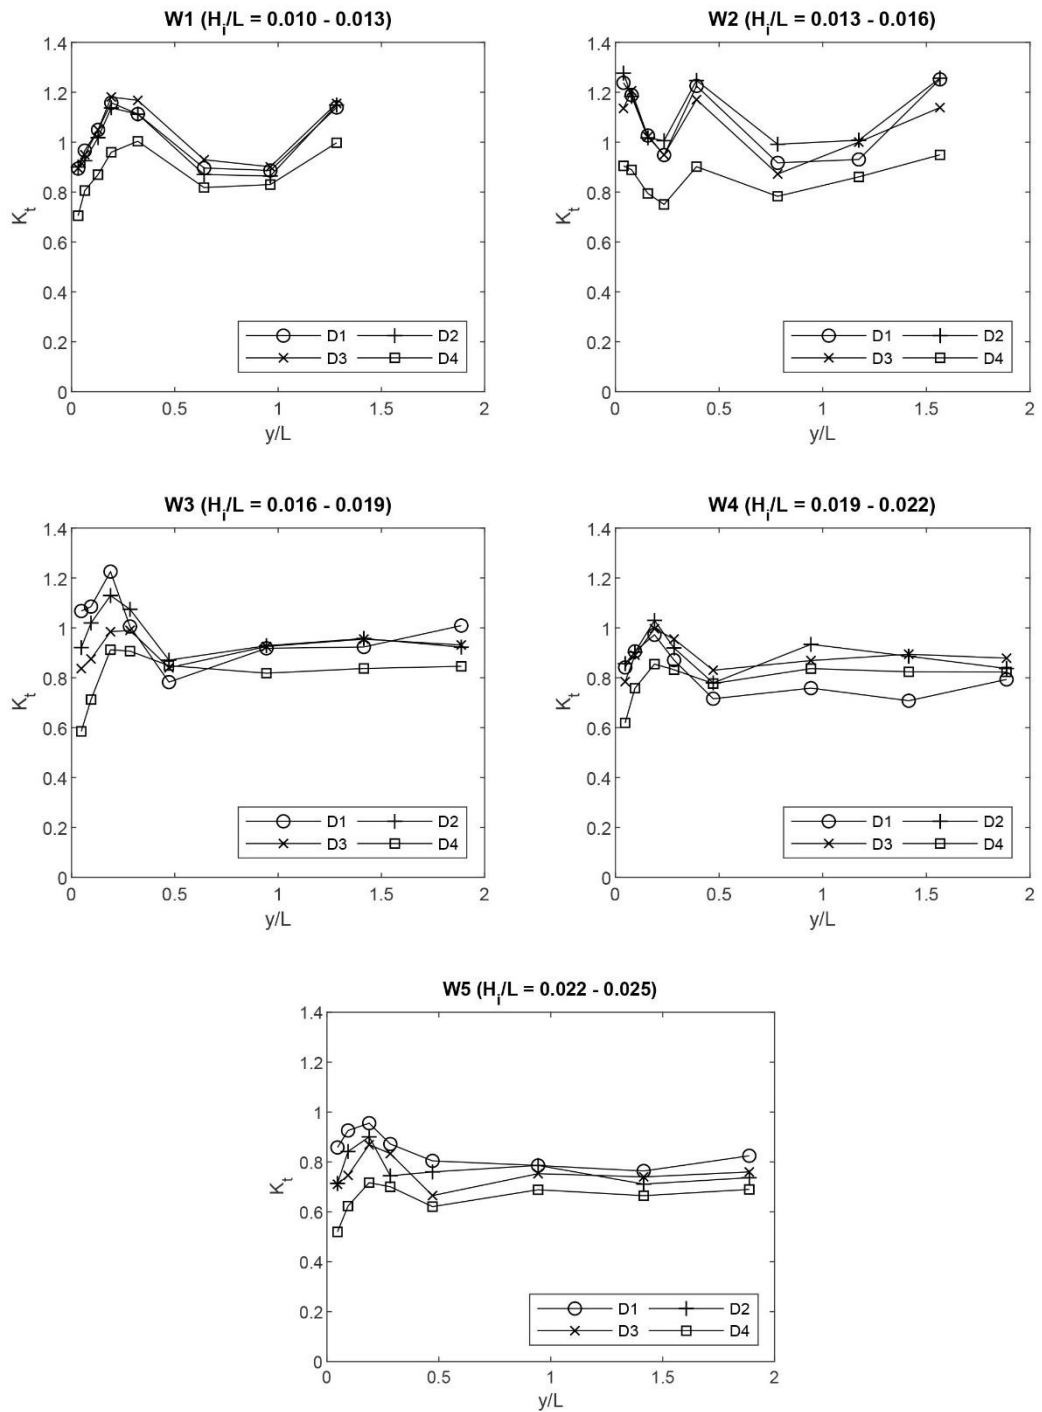 W1 (H_i/L = 0.010 - 0.013)
1.4
1.2
1
0.8
0.6
0.4
0.2
0
K_t
D1 D2
D3 D4
0 0.5 1 1.5 2
y/L
W2 (H_i/L = 0.013 - 0.016)
1.4
1.2
1
0.8
0.6
0.4
0.2
0
K_t
D1 D2
D3 D4
0 0.5 1 1.5 2
y/L
W3 (H_i/L = 0.016 - 0.019)
1.4
1.2
1
0.8
0.6
0.4
0.2
0
K_t
D1 D2
D3 D4
0 0.5 1 1.5 2
y/L
W4 (H_i/L = 0.019 - 0.022)
1.4
1.2
1
0.8
0.6
0.4
0.2
0
K_t
D1 D2
D3 D4
0 0.5 1 1.5 2
y/L
W5 (H_i/L = 0.022 - 0.025)
1.4
1.2
1
0.8
0.6
0.4
0.2
0
K_t
D1 D2
D3 D4
0 0.5 1 1.5 2
y/L